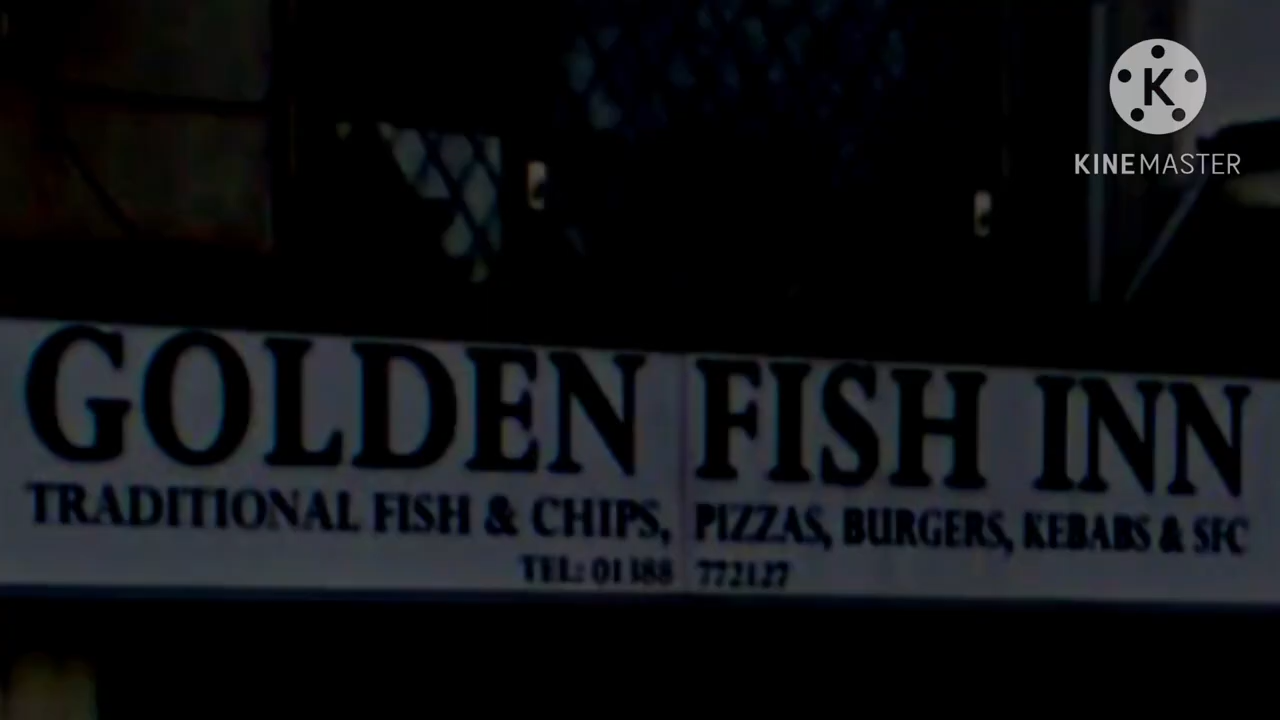 K
KINEMASTER
GOLDEN FISH INN
TRADITIONAL FISH & CHIPS, PIZZAS, BURGERS, KEBABS & SFC
TEL: 01388 772127